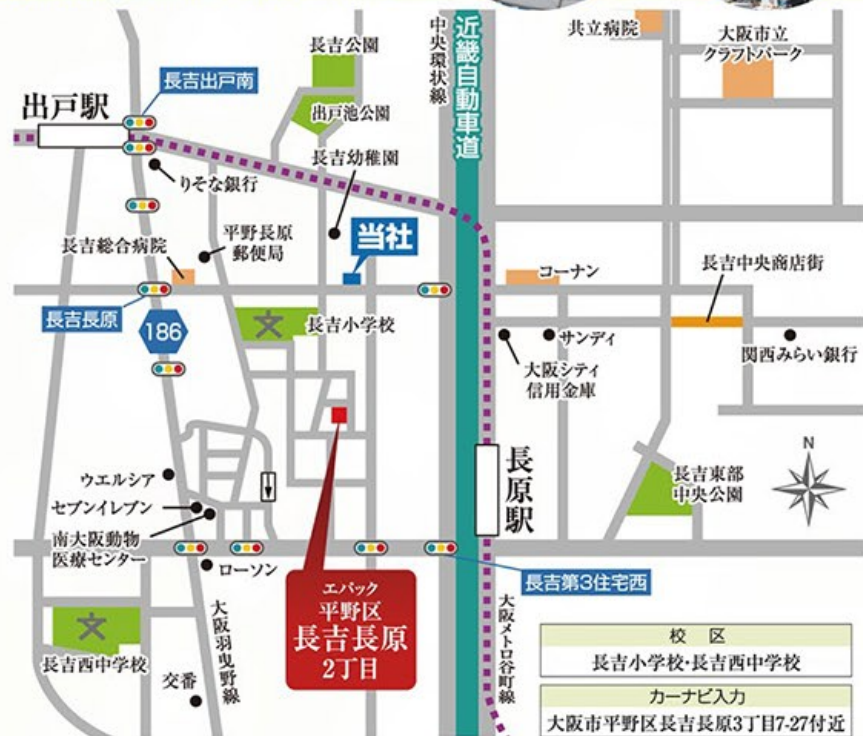 共立病院
大阪市立
クラフトパーク
長吉公園
中央環状線
近畿自動車道
長吉出戸南
出戸駅
出戸池公園
長吉幼稚園
りそな銀行
当社
平野長原
郵便局
長吉総合病院
コーナン
長吉中央商店街
長吉長原
186
文
長吉小学校
サンディ
大阪シティ
信用金庫
関西みらい銀行
N
長原駅
長吉東部
中央公園
ウエルシア
セブンイレブン
南大阪動物
医療センター
ローソン
エバック
平野区
長吉長原
2丁目
長吉第3住宅西
大阪メトロ谷町線
大阪羽曳野線
文
長吉西中学校
交番
校 区
長吉小学校・長吉西中学校
カーナビ入力
大阪市平野区長吉長原3丁目7-27付近